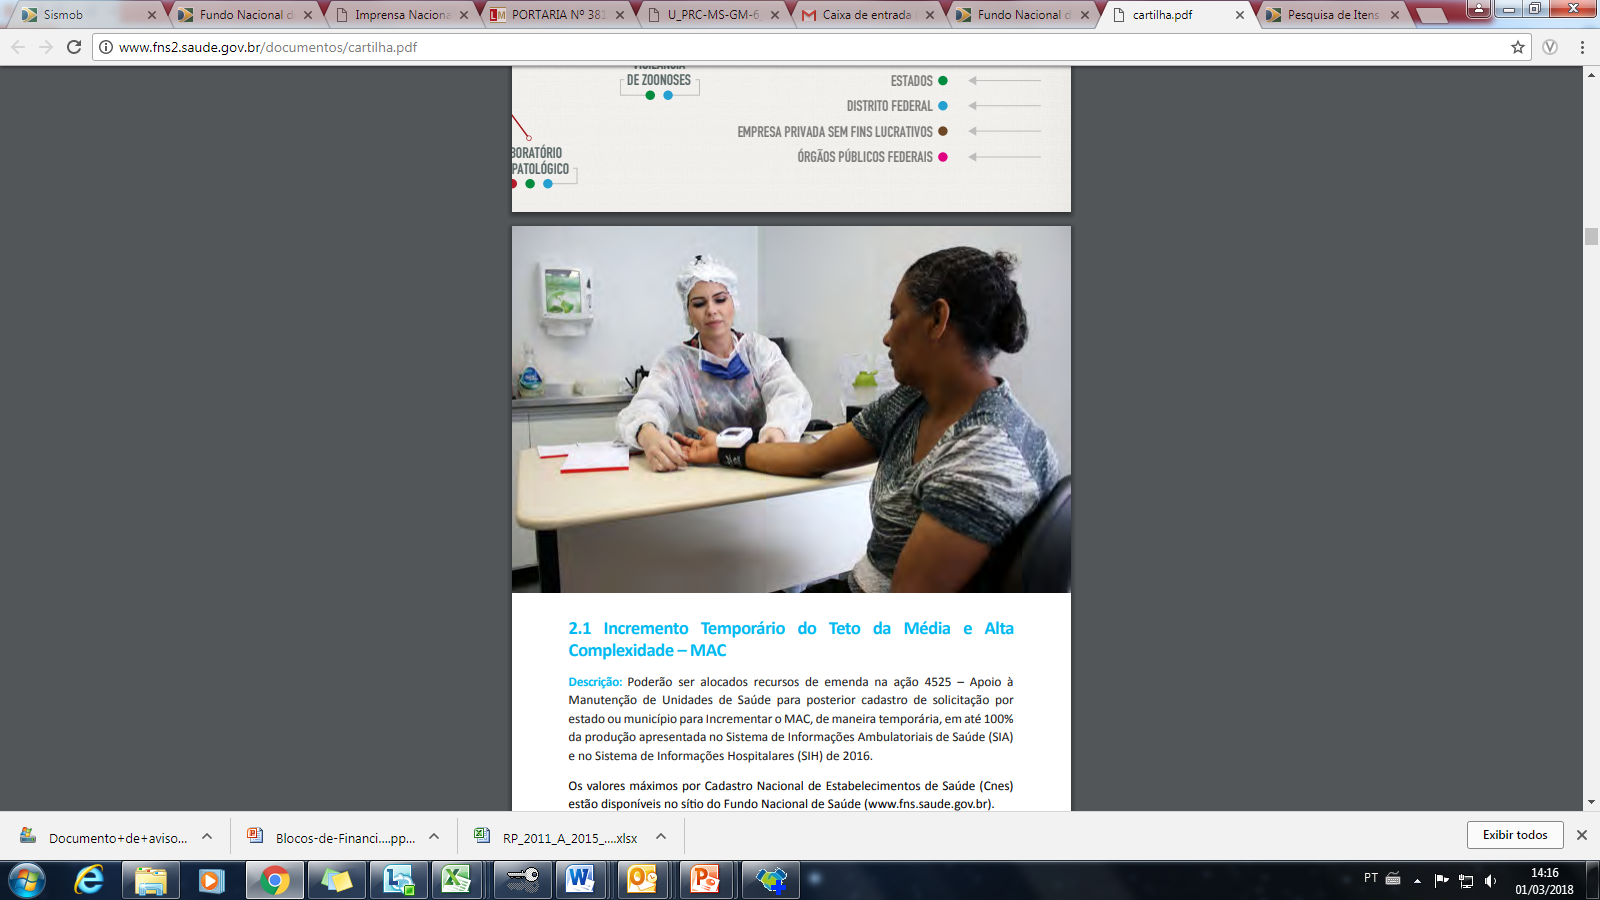 Sismob
Fundo Nacional d
Imprensa Naciona
PORTARIA Nº 381
U_PRC-MS-GM-6
Caixa de entrada
Fundo Nacional d
cartilha.pdf
Pesquisa de Itens
www.fns2.saude.gov.br/documentos/cartilha.pdf
DE ZOONOSES
ESTADOS
DISTRITO FEDERAL
EMPRESA PRIVADA SEM FINS LUCRATIVOS
ÓRGÃOS PÚBLICOS FEDERAIS
BORATÓRIO
PATOLÓGICO
2.1 Incremento Temporário do Teto da Média e Alta
Complexidade – MAC
Descrição: Poderão ser alocados recursos de emenda na ação 4525 – Apoio à
Manutenção de Unidades de Saúde para posterior cadastro de solicitação por
estado ou município para Incrementar o MAC, de maneira temporária, em até 100%
da produção apresentada no Sistema de Informações Ambulatoriais de Saúde (SIA)
e no Sistema de Informações Hospitalares (SIH) de 2016.
Os valores máximos por Cadastro Nacional de Estabelecimentos de Saúde (Cnes)
estão disponíveis no sítio do Fundo Nacional de Saúde (www.fns.saude.gov.br).
Documento+de+aviso...
Blocos-de-Financi....pp...
RP_2011_A_2015_....xlsx
Exibir todos
PT
14:16
01/03/2018